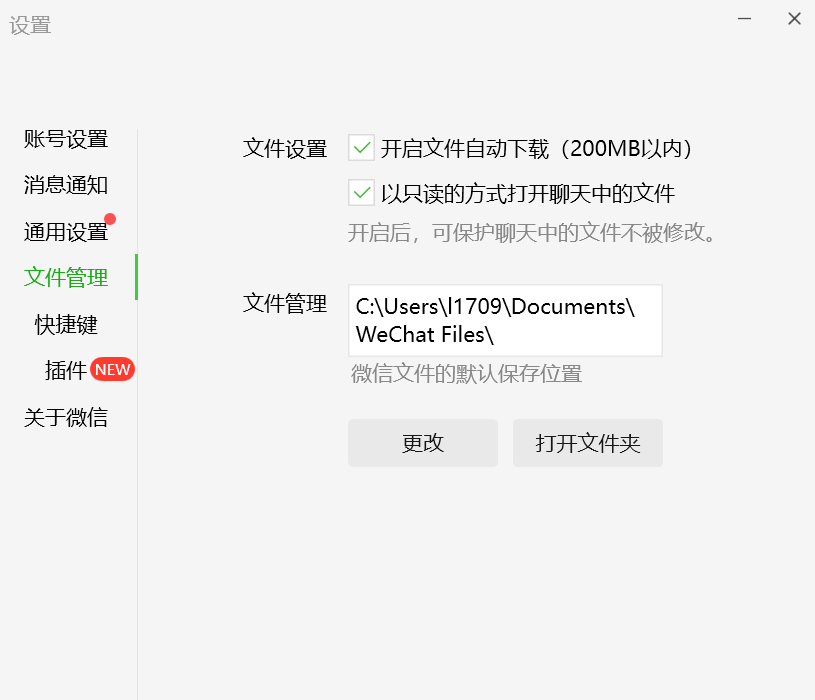 设置
账号设置
消息通知
通用设置
文件管理
快捷键
插件 NEW
关于微信
文件设置
开启文件自动下载（200MB以内）
以只读的方式打开聊天中的文件
开启后，可保护聊天中的文件不被修改。
文件管理
C:\Users\l1709\Documents\
WeChat Files\
微信文件的默认保存位置
更改
打开文件夹